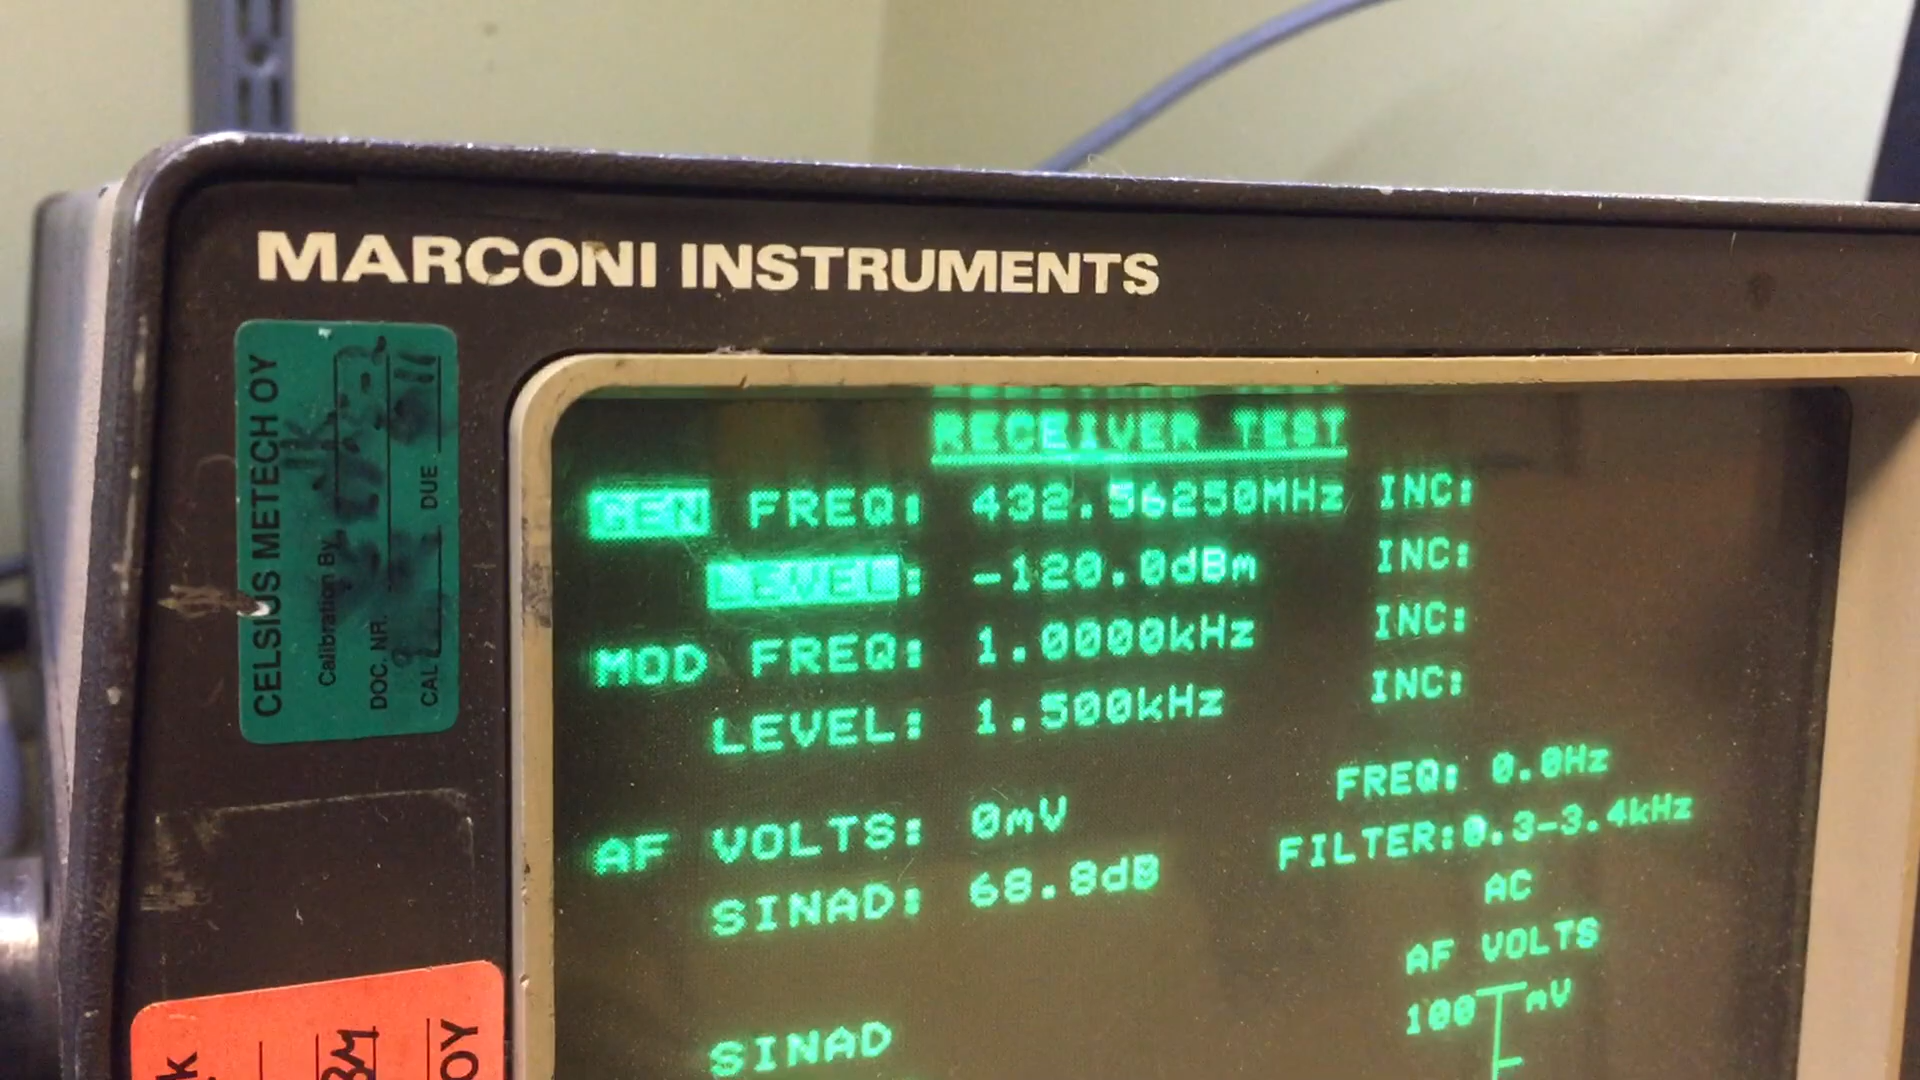 MARCONI INSTRUMENTS
CELSIUS METECH OY
Calibration By
DOC. NR.
CAL DUE
RECEIVER TEST
GEN FREQ: 432.56250MHz INC:
LEVEL: -120.0dBm INC:
MOD FREQ: 1.0000kHz INC:
LEVEL: 1.500kHz INC:
FREQ: 0.0Hz
AF VOLTS: 0mV FILTER:0.3-3.4kHz
SINAD: 68.8dB AC
AF VOLTS
100 mV
SINAD
OY